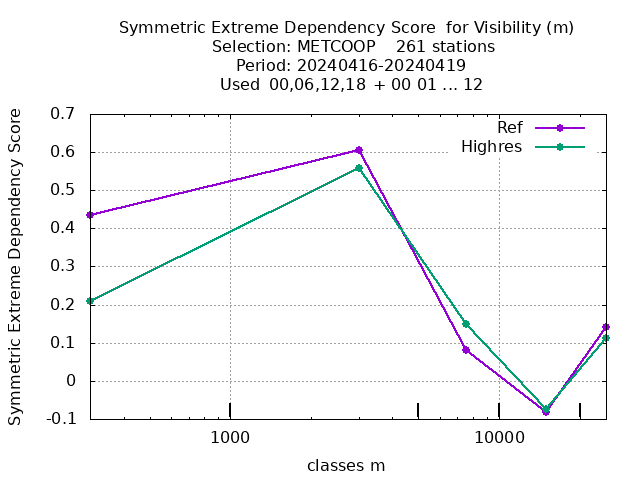 Symmetric Extreme Dependency Score  for Visibility (m)
Selection: METCOOP    261 stations
Period: 20240416-20240419
Used  00,06,12,18  + 00 01 ... 12
Ref
Highres
Symmetric Extreme Dependency Score
0.7
0.6
0.5
0.4
0.3
0.2
0.1
0
-0.1
1000
10000
classes m